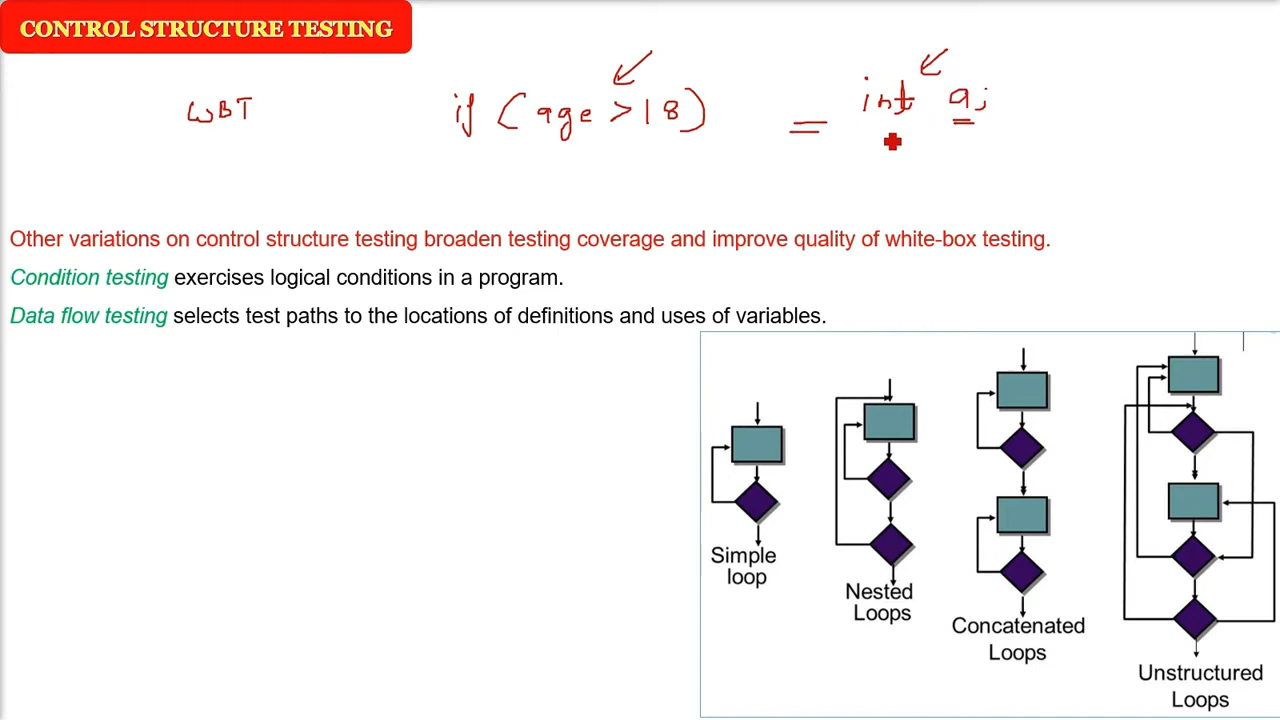 CONTROL STRUCTURE TESTING
WBT if (age >18) = int a;
Other variations on control structure testing broaden testing coverage and improve quality of white-box testing.
Condition testing exercises logical conditions in a program.
Data flow testing selects test paths to the locations of definitions and uses of variables.
Simple
loop
Nested
Loops
Concatenated
Loops
Unstructured
Loops